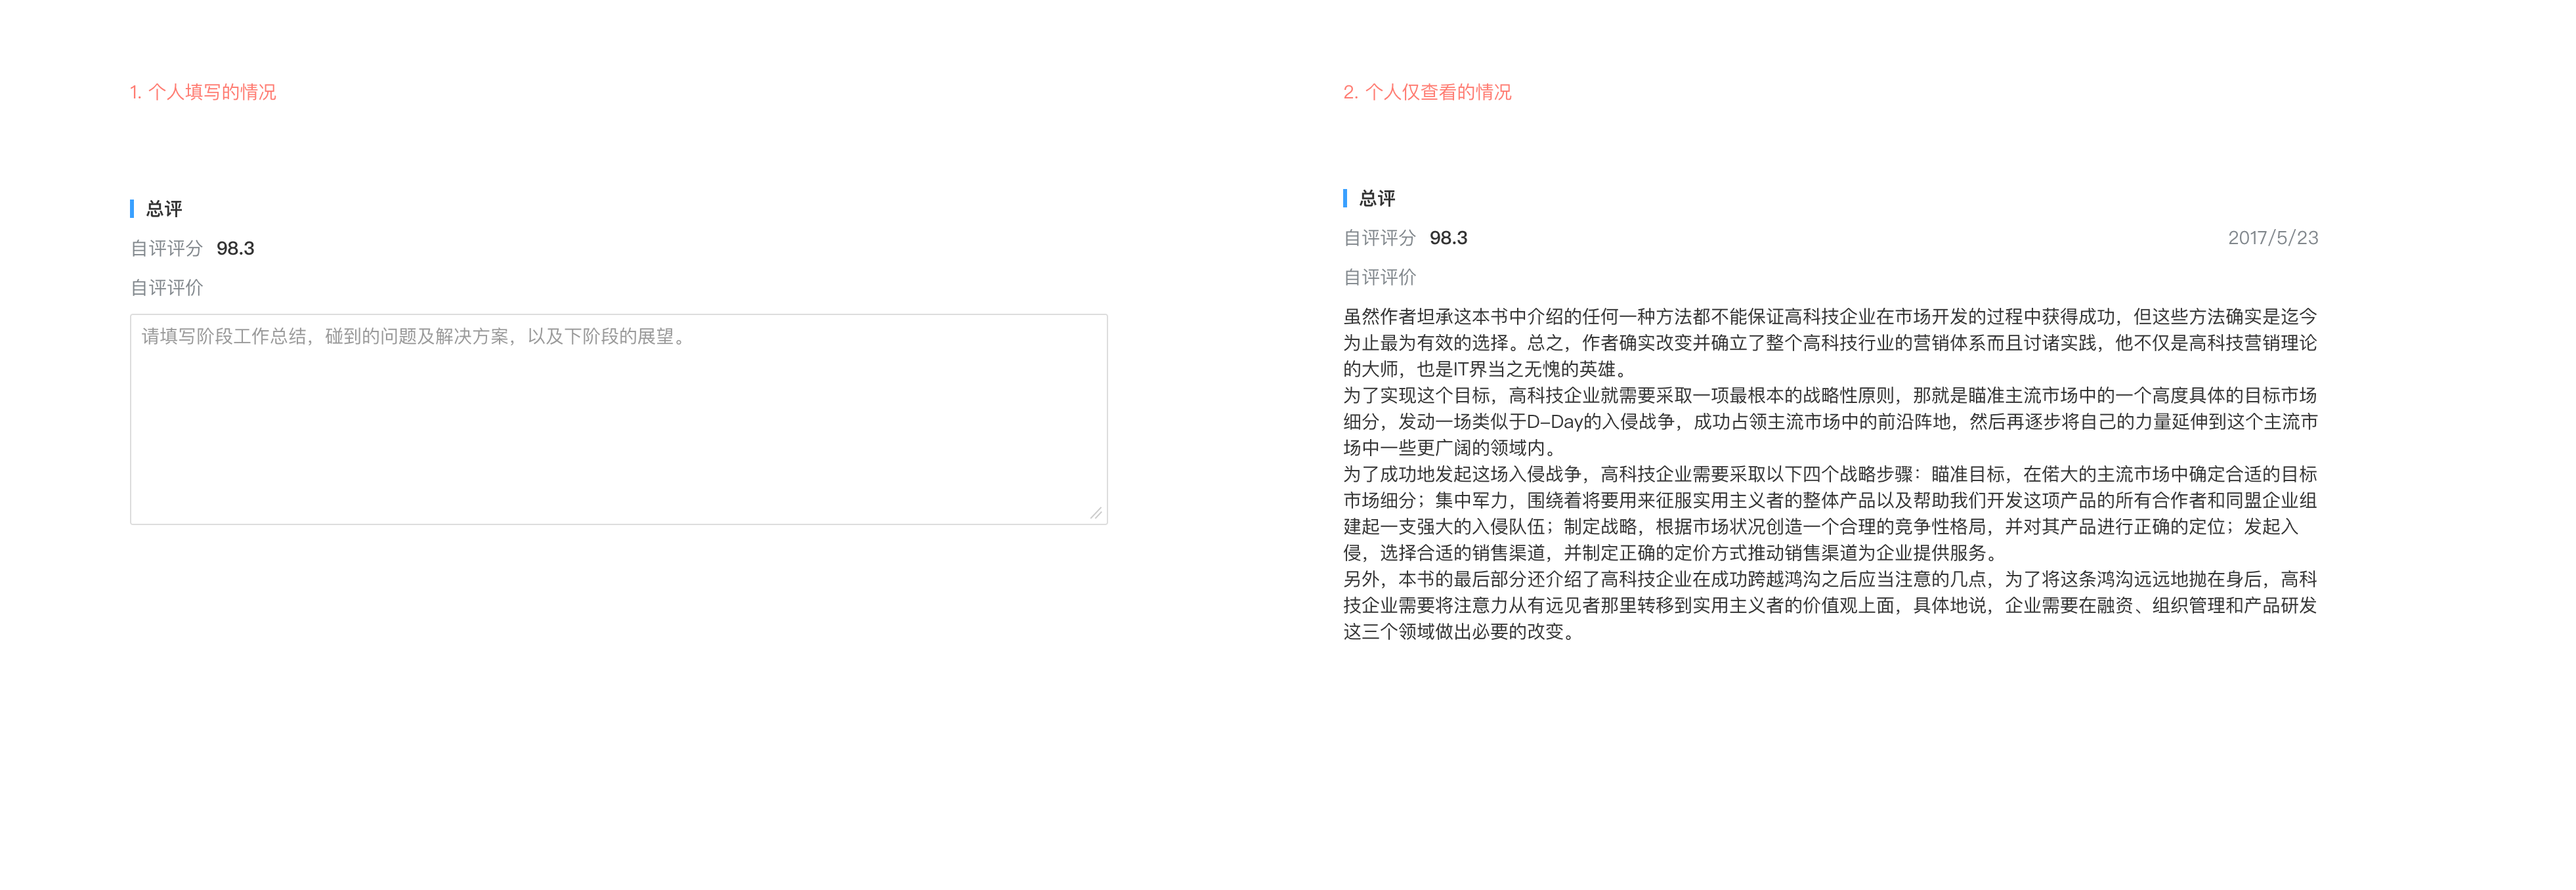 1. 个人填写的情况
总评
自评评分 98.3
自评评价
请填写阶段工作总结，碰到的问题及解决方案，以及下阶段的展望。
2. 个人仅查看的情况
总评
自评评分 98.3 2017/5/23
自评评价
虽然作者坦承这本书中介绍的任何一种方法都不能保证高科技企业在市场开发的过程中获得成功，但这些方法确实是迄今
为止最为有效的选择。总之，作者确实改变并确立了整个高科技行业的营销体系而且讨诸实践，他不仅是高科技营销理论
的大师，也是IT界当之无愧的英雄。
为了实现这个目标，高科技企业就需要采取一项最根本的战略性原则，那就是瞄准主流市场中的一个高度具体的目标市场
细分，发动一场类似于D-Day的入侵战争，成功占领主流市场中的前沿阵地，然后再逐步将自己的力量延伸到这个主流市
场中一些更广阔的领域内。
为了成功地发起这场入侵战争，高科技企业需要采取以下四个战略步骤：瞄准目标，在偌大的主流市场中确定合适的目标
市场细分；集中军力，围绕着将要用来征服实用主义者的整体产品以及帮助我们开发这项产品的所有合作者和同盟企业组
建起一支强大的入侵队伍；制定战略，根据市场状况创造一个合理的竞争性格局，并对其产品进行正确的定位；发起入
侵，选择合适的销售渠道，并制定正确的定价方式推动销售渠道为企业提供服务。
另外，本书的最后部分还介绍了高科技企业在成功跨越鸿沟之后应当注意的几点，为了将这条鸿沟远远地抛在身后，高科
技企业需要将注意力从有远见者那里转移到实用主义者的价值观上面，具体地说，企业需要在融资、组织管理和产品研发
这三个领域做出必要的改变。